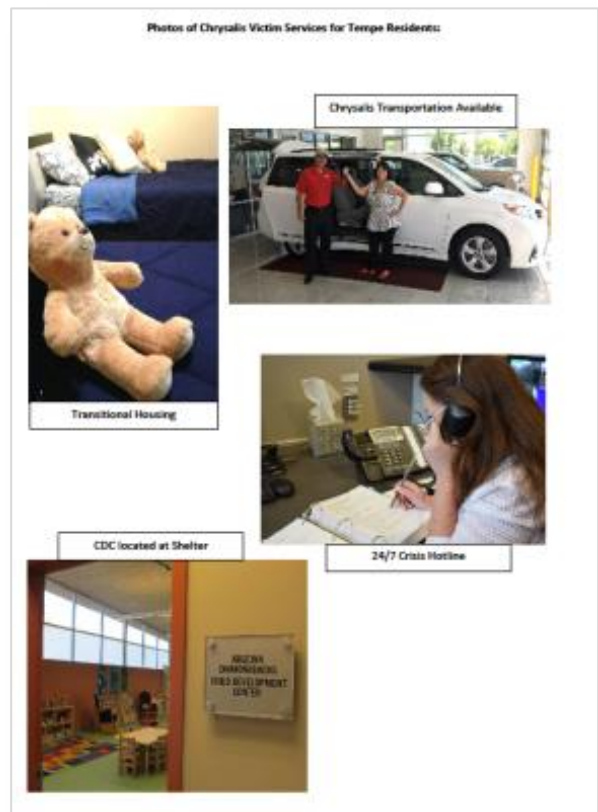 Photos of Chrysalis Victim Services for Tempe Residents:
Chrysalis Transportation Available
Transitional Housing
24/7 Crisis Hotline
CDC located at Shelter
ARIZONA
DIAMONDBACKS
CHILD DEVELOPMENT
CENTER